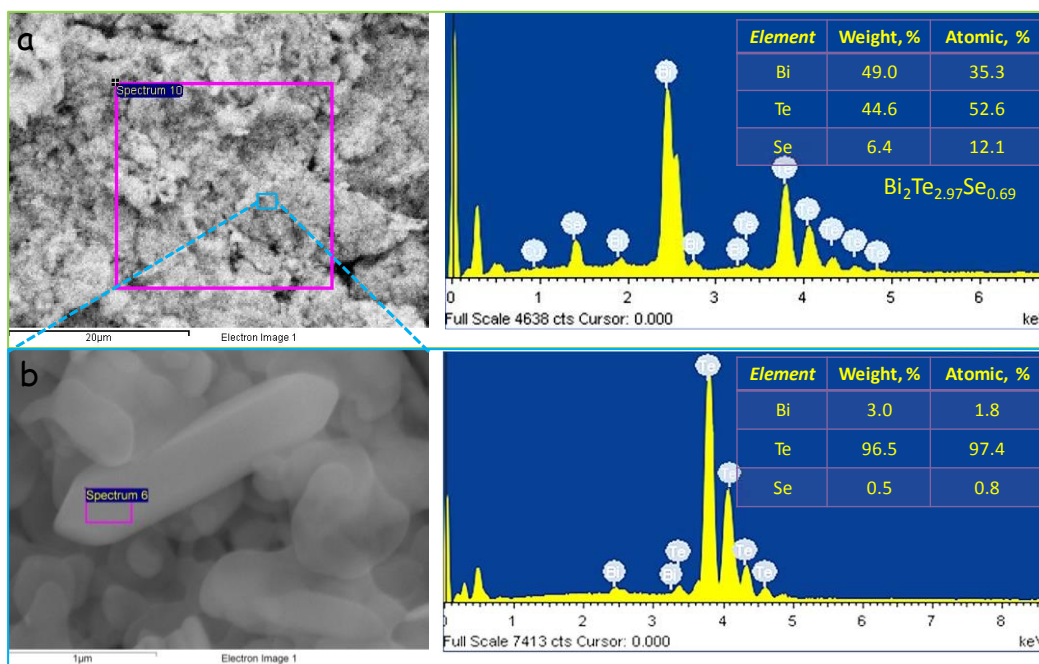 a
Spectrum 10
20µm Electron Image 1
Bi
Te
Te
Te
Te
Te
Te
Se
Bi
Bi
Bi
0 1 2 3 4 5 6
Full Scale 4638 cts Cursor: 0.000 ke
Element Weight, % Atomic, %
Bi 49.0 35.3
Te 44.6 52.6
Se 6.4 12.1
Bi2Te2.97Se0.69
b
Spectrum 6
1µm Electron Image 1
Te
Te
Te
Te
Te
Bi
Bi
1 2 3 4 5 6 7 8
Full Scale 7413 cts Cursor: 0.000 keV
Element Weight, % Atomic, %
Bi 3.0 1.8
Te 96.5 97.4
Se 0.5 0.8